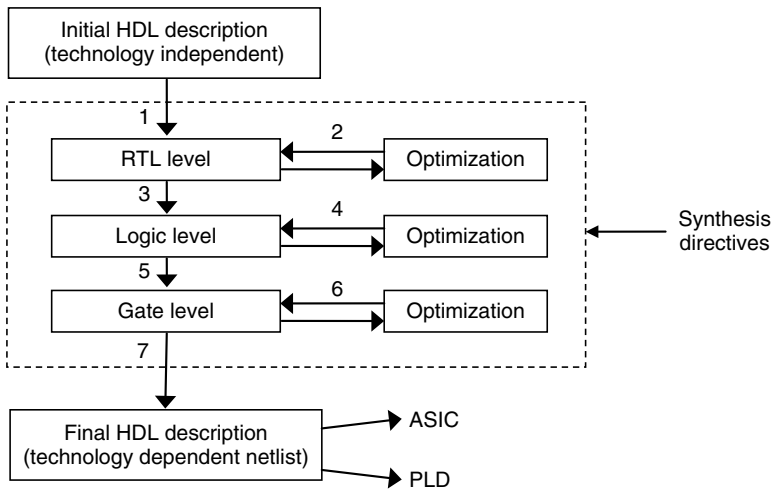 Initial HDL description
(technology independent)
1
2
RTL level
Optimization
3
4
Logic level
Optimization
Synthesis
directives
5
6
Gate level
Optimization
7
Final HDL description
(technology dependent netlist)
ASIC
PLD